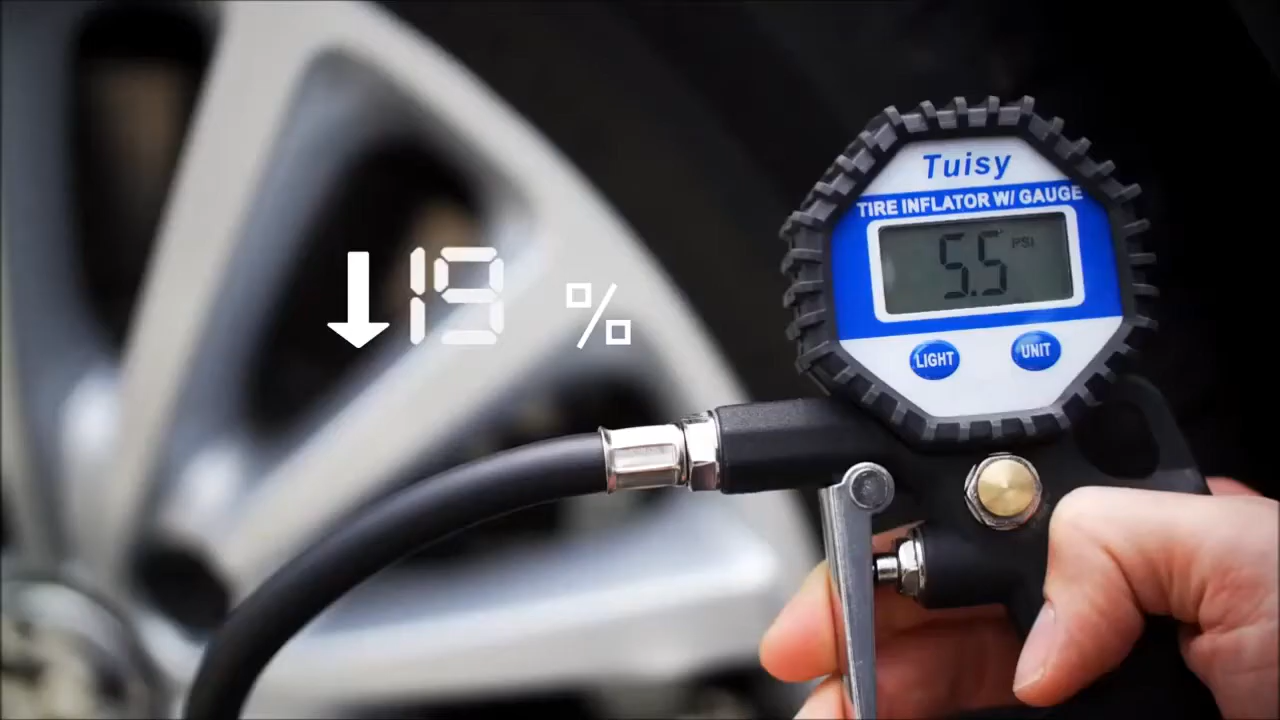 Tuisy
TIRE INFLATOR W/ GAUGE
5.5 PSI
LIGHT UNIT
↓19 %